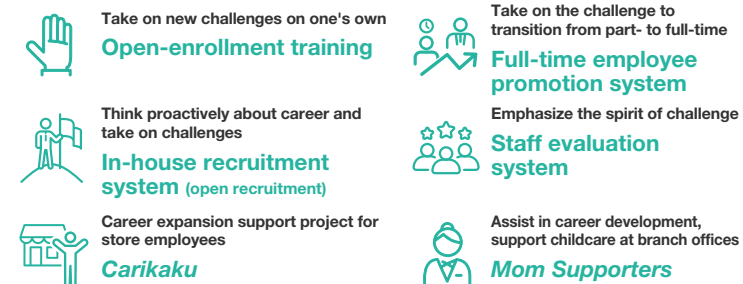 Take on new challenges on one's own
Open-enrollment training
Take on the challenge to
transition from part- to full-time
Full-time employee
promotion system
Think proactively about career and
take on challenges
In-house recruitment
system (open recruitment)
Emphasize the spirit of challenge
Staff evaluation
system
Career expansion support project for
store employees
Carikaku
Assist in career development,
support childcare at branch offices
Mom Supporters